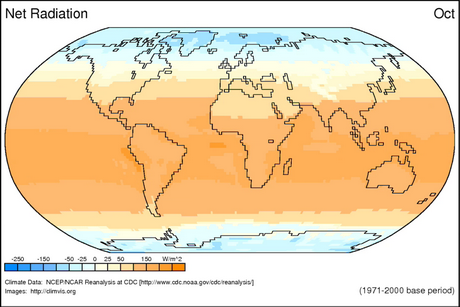 Net Radiation
Oct
-250 -150 -50 -25 0 25 50 150 W/m²
Climate Data: NCEP/NCAR Reanalysis at CDC [http://www.cdc.noaa.gov/cdc/reanalysis/]
Images: http://climvis.org
(1971-2000 base period)